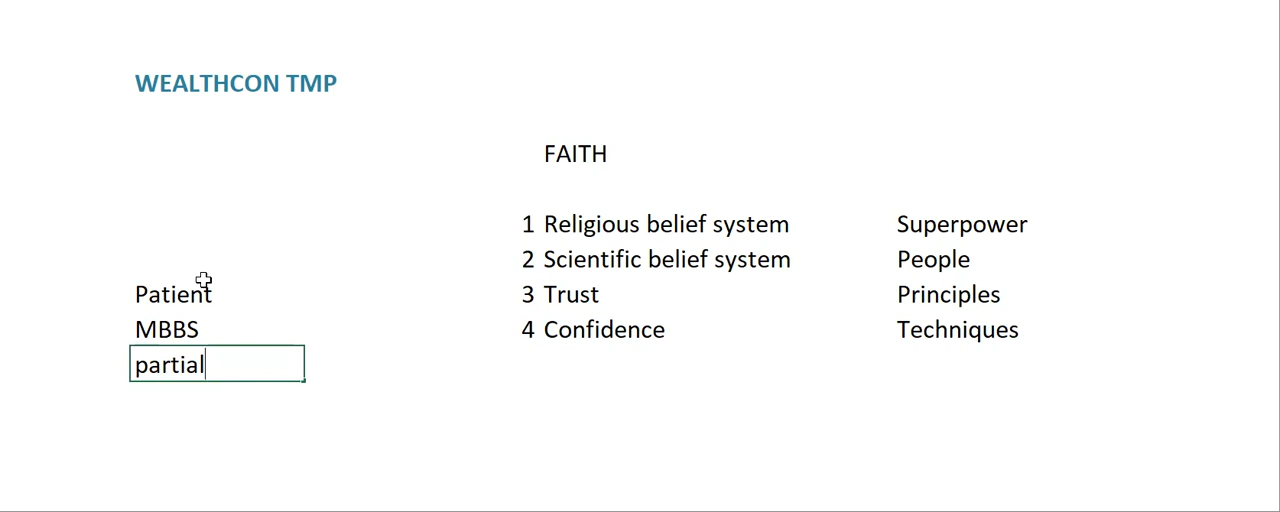 WEALTHCON TMP
FAITH
1 Religious belief system Superpower
2 Scientific belief system People
Patient 3 Trust Principles
MBBS 4 Confidence Techniques
partial